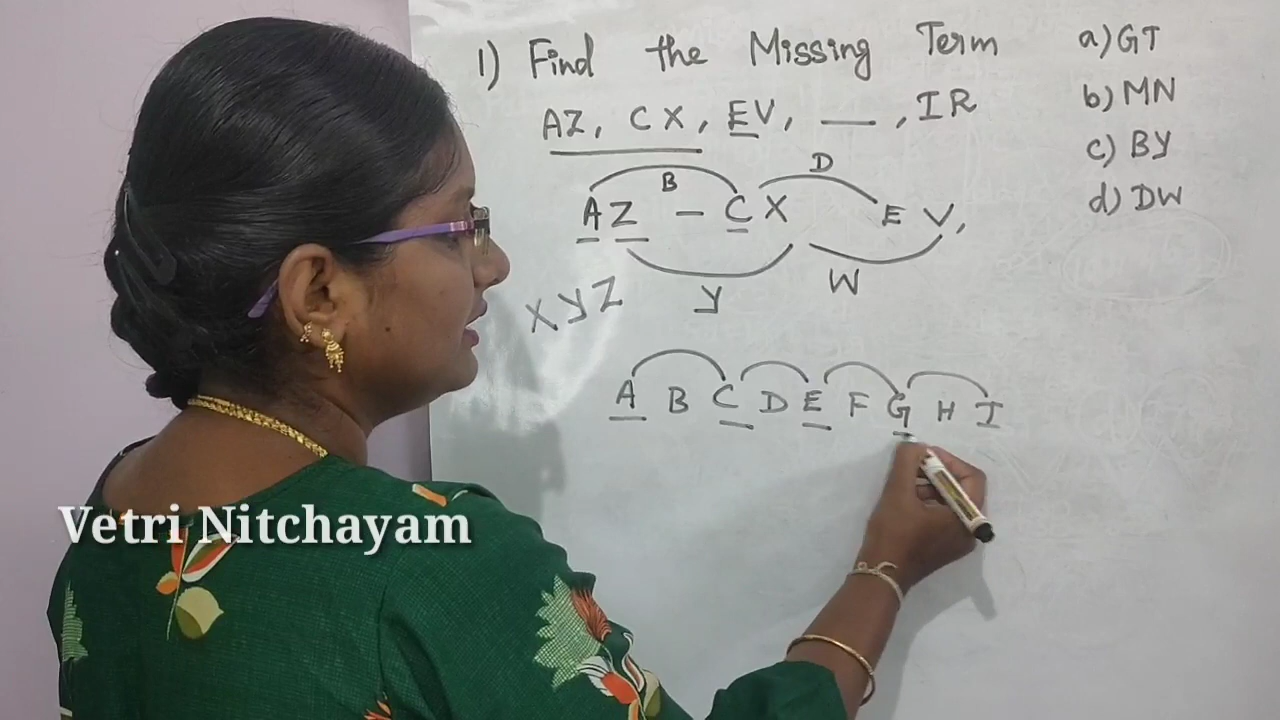 1) Find the Missing Term
AZ, CX, EV, __, IR
a) GT
b) MN
c) BY
d) DW
B D
AZ – CX EV,
XYZ Y W
A B C D E F G H I
Vetri Nitchayam